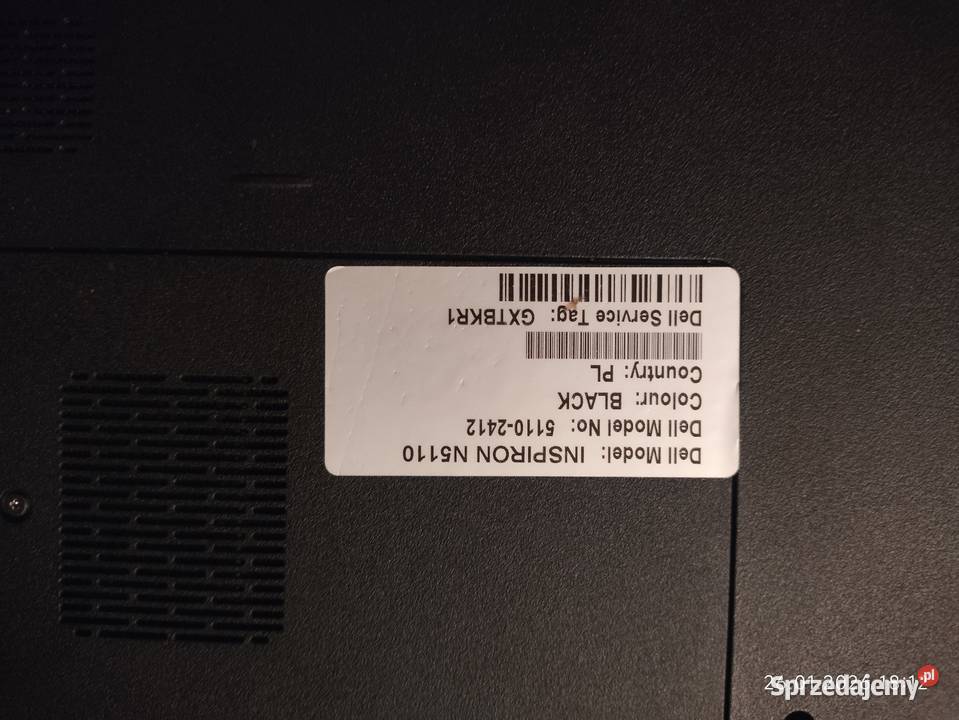 Dell Model: INSPIRON N5110
Dell Model No: 5110-2412
Colour: BLACK
Country: PL
Dell Service Tag: GXTBKR1
Sprzedajemy.pl